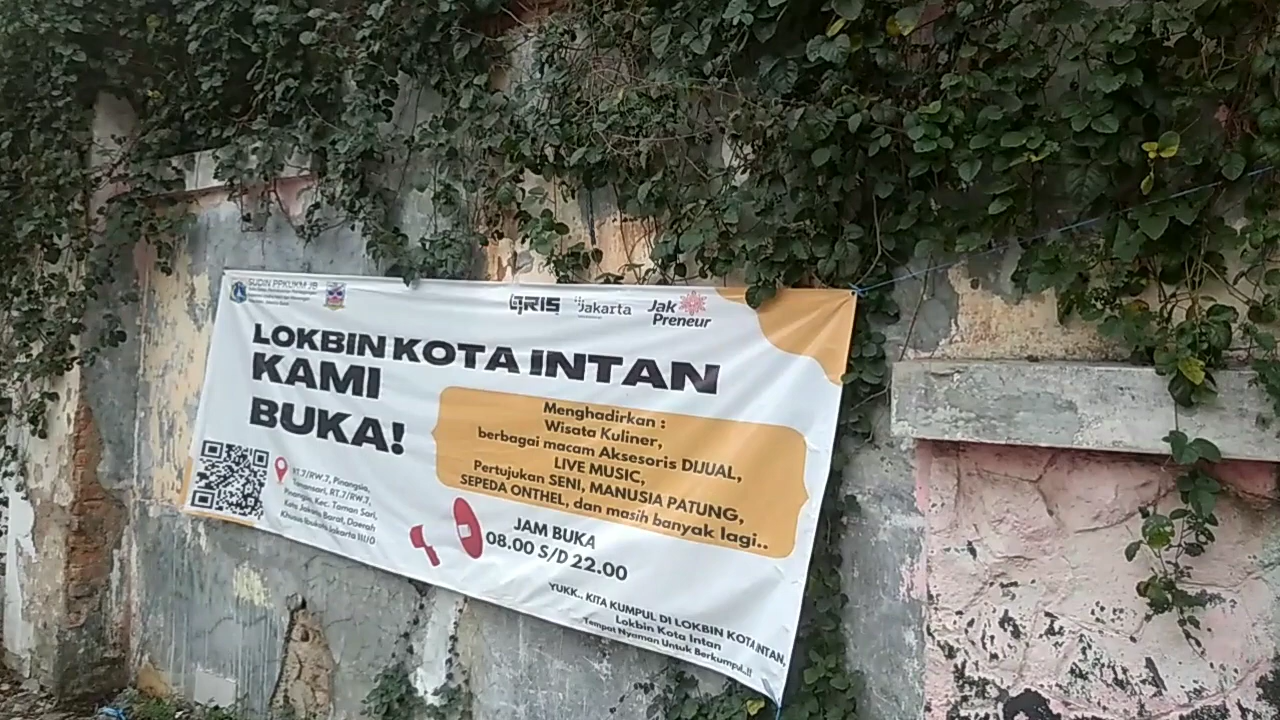 SUDIN PPKUKM JB
QRIS
Jakarta
Jak Preneur
LOKBIN KOTA INTAN
KAMI
BUKA!
Menghadirkan :
Wisata Kuliner,
berbagai macam Aksesoris DIJUAL,
LIVE MUSIC,
Pertujukan SENI, MANUSIA PATUNG,
SEPEDA ONTHEL, dan masih banyak lagi..
RT.7/RW.7, Pinangsia,
Tamansari, RT.7/RW.7,
Pinangsia, Kec. Taman Sari,
Kota Jakarta Barat, Daerah
Khusus Ibukota Jakarta 11110
JAM BUKA
08.00 S/D 22.00
YUKK.. KITA KUMPUL DI LOKBIN KOTA INTAN,
Lokbin Kota Intan
Tempat Nyaman Untuk Berkumpul..!!